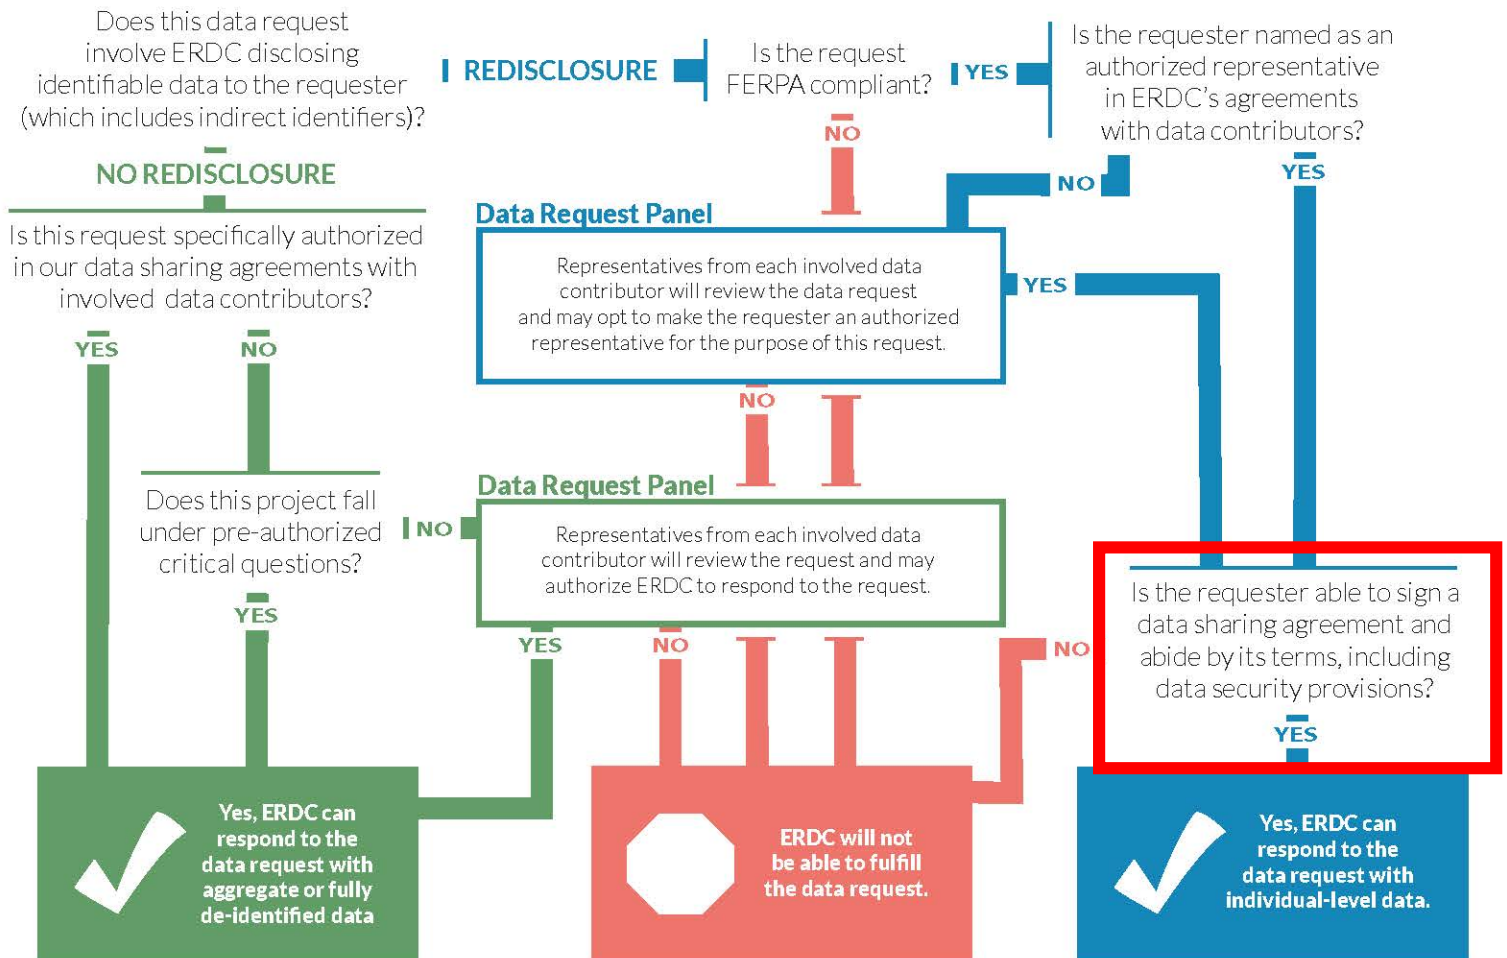 Does this data request
involve ERDC disclosing
identifiable data to the requester
(which includes indirect identifiers)?
REDISCLOSURE
Is the request
FERPA compliant?
YES
Is the requester named as an
authorized representative
in ERDC's agreements
with data contributors?
NO
NO
YES
NO REDISCLOSURE
Is this request specifically authorized
in our data sharing agreements with
involved data contributors?
YES
NO
Data Request Panel
Representatives from each involved data
contributor will review the data request
and may opt to make the requester an authorized
representative for the purpose of this request.
YES
NO
Does this project fall
under pre-authorized
critical questions?
NO
YES
Data Request Panel
Representatives from each involved data
contributor will review the request and may
authorize ERDC to respond to the request.
YES
NO
NO
Is the requester able to sign a
data sharing agreement and
abide by its terms, including
data security provisions?
YES
Yes, ERDC can
respond to the
data request with
aggregate or fully
de-identified data
ERDC will not
be able to fulfill
the data request.
Yes, ERDC can
respond to the
data request with
individual-level data.